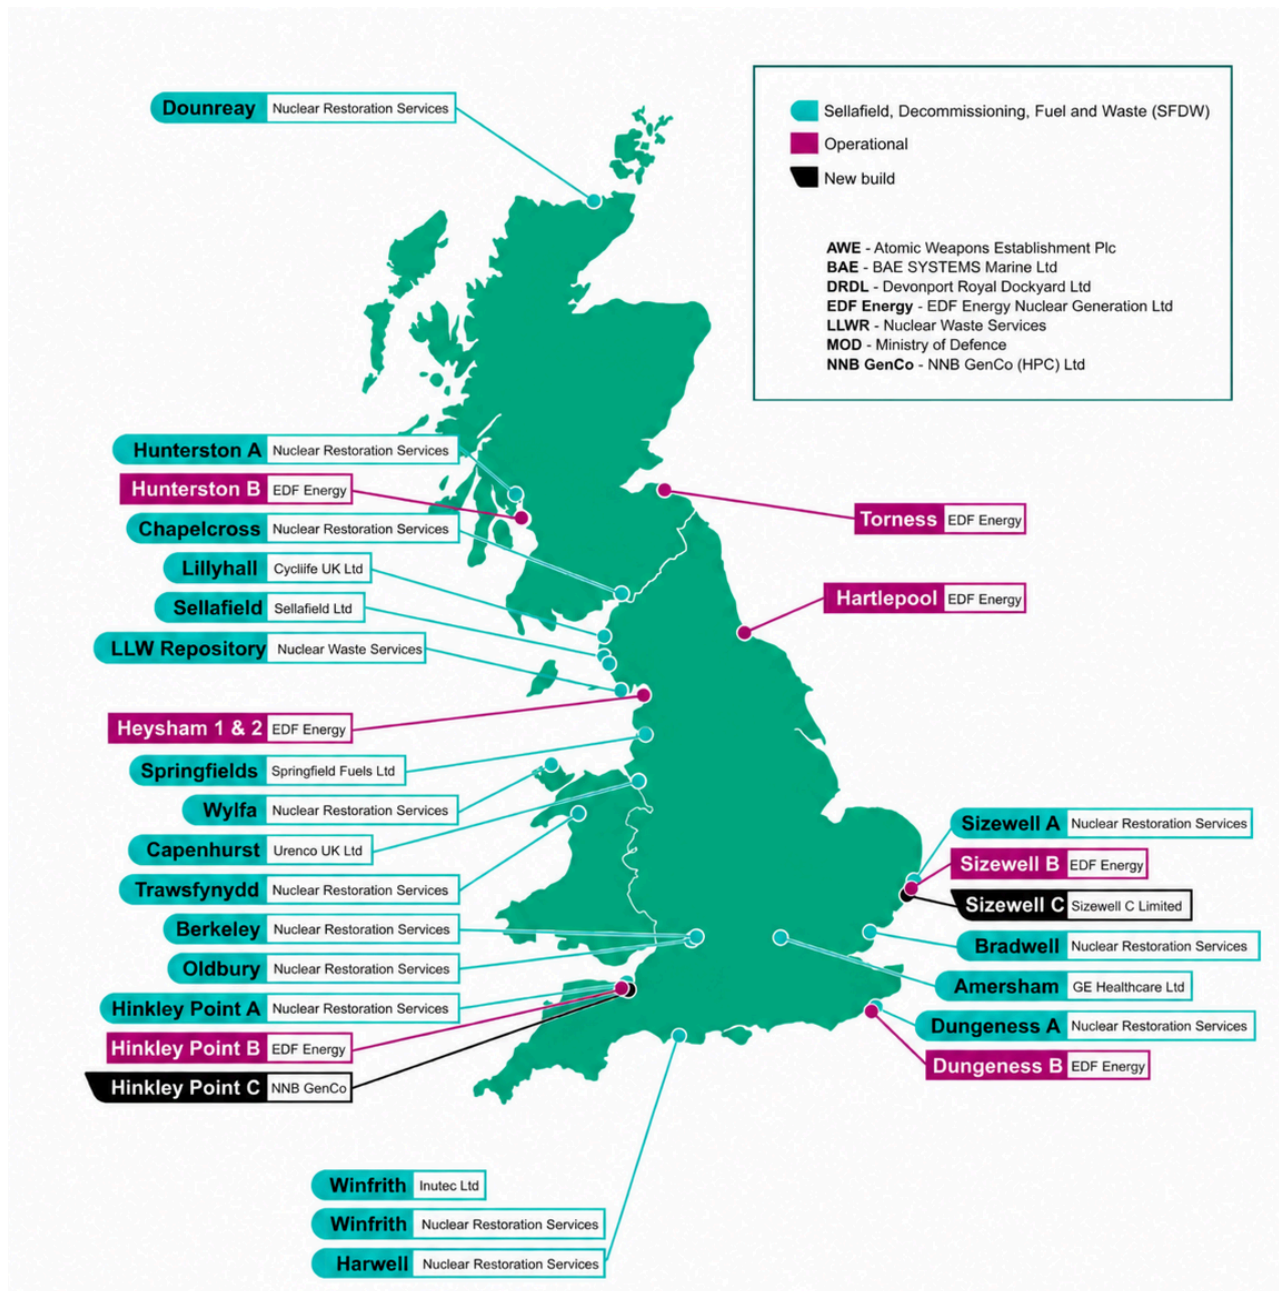 Dounreay Nuclear Restoration Services
Sellafield, Decommissioning, Fuel and Waste (SFDW)
Operational
New build
AWE - Atomic Weapons Establishment Plc
BAE - BAE SYSTEMS Marine Ltd
DRDL - Devonport Royal Dockyard Ltd
EDF Energy - EDF Energy Nuclear Generation Ltd
LLWR - Nuclear Waste Services
MOD - Ministry of Defence
NNB GenCo - NNB GenCo (HPC) Ltd
Hunterston A Nuclear Restoration Services
Hunterston B EDF Energy
Chapelcross Nuclear Restoration Services
Lillyhall Cycliife UK Ltd
Sellafield Sellafield Ltd
LLW Repository Nuclear Waste Services
Heysham 1 & 2 EDF Energy
Springfields Springfield Fuels Ltd
Wylfa Nuclear Restoration Services
Capenhurst Urenco UK Ltd
Trawsfynydd Nuclear Restoration Services
Berkeley Nuclear Restoration Services
Oldbury Nuclear Restoration Services
Hinkley Point A Nuclear Restoration Services
Hinkley Point B EDF Energy
Hinkley Point C NNB GenCo
Torness EDF Energy
Hartlepool EDF Energy
Sizewell A Nuclear Restoration Services
Sizewell B EDF Energy
Sizewell C Sizewell C Limited
Bradwell Nuclear Restoration Services
Amersham GE Healthcare Ltd
Dungeness A Nuclear Restoration Services
Dungeness B EDF Energy
Winfrith Inutec Ltd
Winfrith Nuclear Restoration Services
Harwell Nuclear Restoration Services